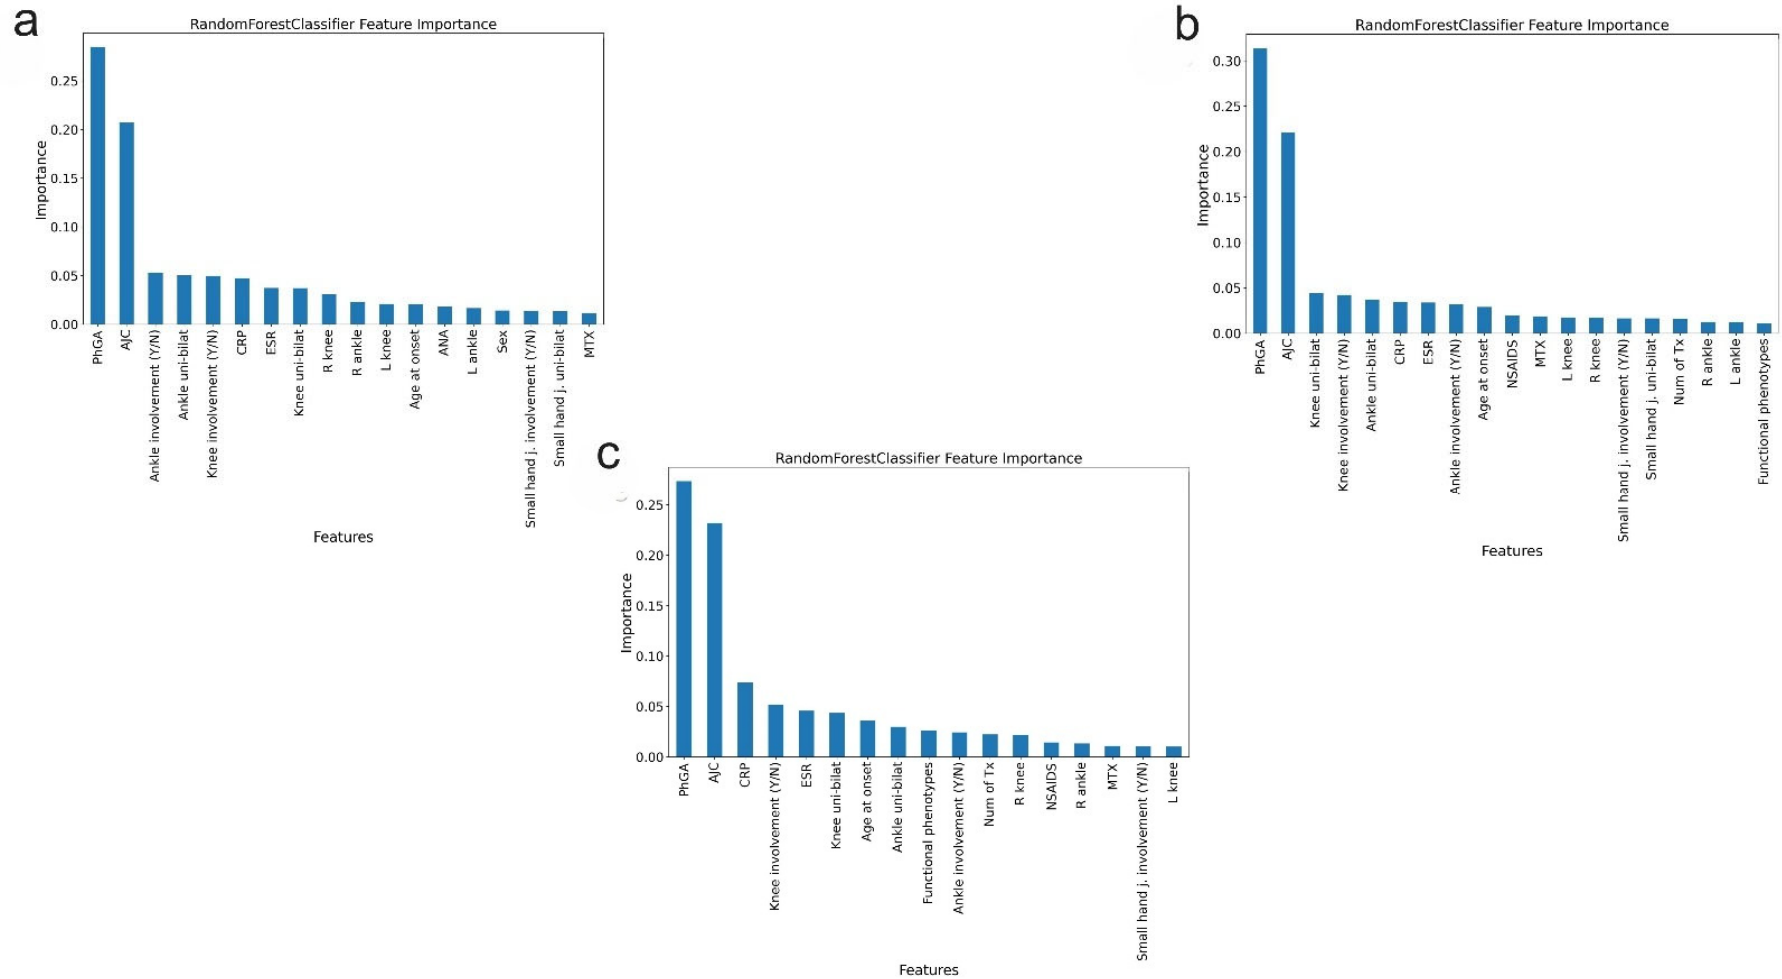 a
RandomForestClassifier Feature Importance
Importance
0.25
0.20
0.15
0.10
0.05
0.00
PhGA
AJC
Ankle involvement (Y/N)
Ankle uni-bilat
Knee involvement (Y/N)
CRP
ESR
Knee uni-bilat
R knee
R ankle
L knee
Age at onset
ANA
L ankle
Sex
Small hand j. involvement (Y/N)
Small hand j. uni-bilat
MTX
Features
b
RandomForestClassifier Feature Importance
Importance
0.30
0.25
0.20
0.15
0.10
0.05
0.00
PhGA
AJC
Knee uni-bilat
Knee involvement (Y/N)
Ankle uni-bilat
CRP
ESR
Ankle involvement (Y/N)
Age at onset
NSAIDS
MTX
L knee
R knee
Small hand j. involvement (Y/N)
Small hand j. uni-bilat
Num of Tx
R ankle
L ankle
Functional phenotypes
Features
c
RandomForestClassifier Feature Importance
Importance
0.25
0.20
0.15
0.10
0.05
0.00
PhGA
AJC
CRP
Knee involvement (Y/N)
ESR
Knee uni-bilat
Age at onset
Ankle uni-bilat
Functional phenotypes
Ankle involvement (Y/N)
Num of Tx
R knee
NSAIDS
R ankle
MTX
Small hand j. involvement (Y/N)
L knee
Features